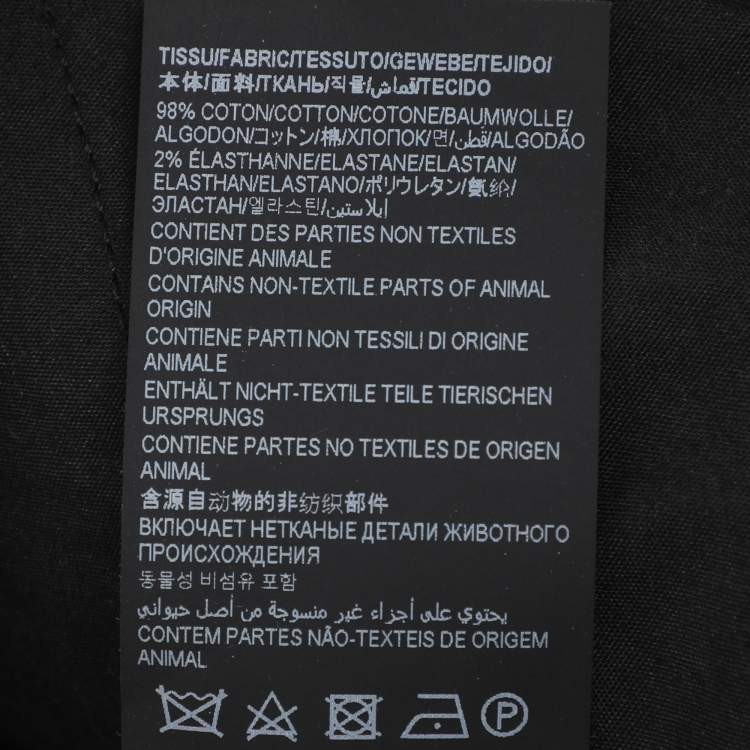 TISSU/FABRIC/TESSUTO/GEWEBE/TEJIDO/
本体/面料/ТКАНЬ/직물/قماش/TECIDO
98% COTON/COTTON/COTONE/BAUMWOLLE/
ALGODON/コットン/棉/ХЛОПОК/면/قطن/ALGODÃO
2% ÉLASTHANNE/ELASTANE/ELASTAN/
ELASTHAN/ELASTANO/ポリウレタン/氨纶/
ЭЛАСТАН/엘라스틴/إيلاستين
CONTIENT DES PARTIES NON TEXTILES
D'ORIGINE ANIMALE
CONTAINS NON-TEXTILE PARTS OF ANIMAL
ORIGIN
CONTIENE PARTI NON TESSILI DI ORIGINE
ANIMALE
ENTHÄLT NICHT-TEXTILE TEILE TIERISCHEN
URSPRUNGS
CONTIENE PARTES NO TEXTILES DE ORIGEN
ANIMAL
含源自动物的非纺织部件
ВКЛЮЧАЕТ НЕТКАНЫЕ ДЕТАЛИ ЖИВОТНОГО
ПРОИСХОЖДЕНИЯ
동물성 비섬유 포함
يحتوي على أجزاء غير منسوجة من أصل حيواني
CONTEM PARTES NÃO-TEXTEIS DE ORIGEM
ANIMAL
P